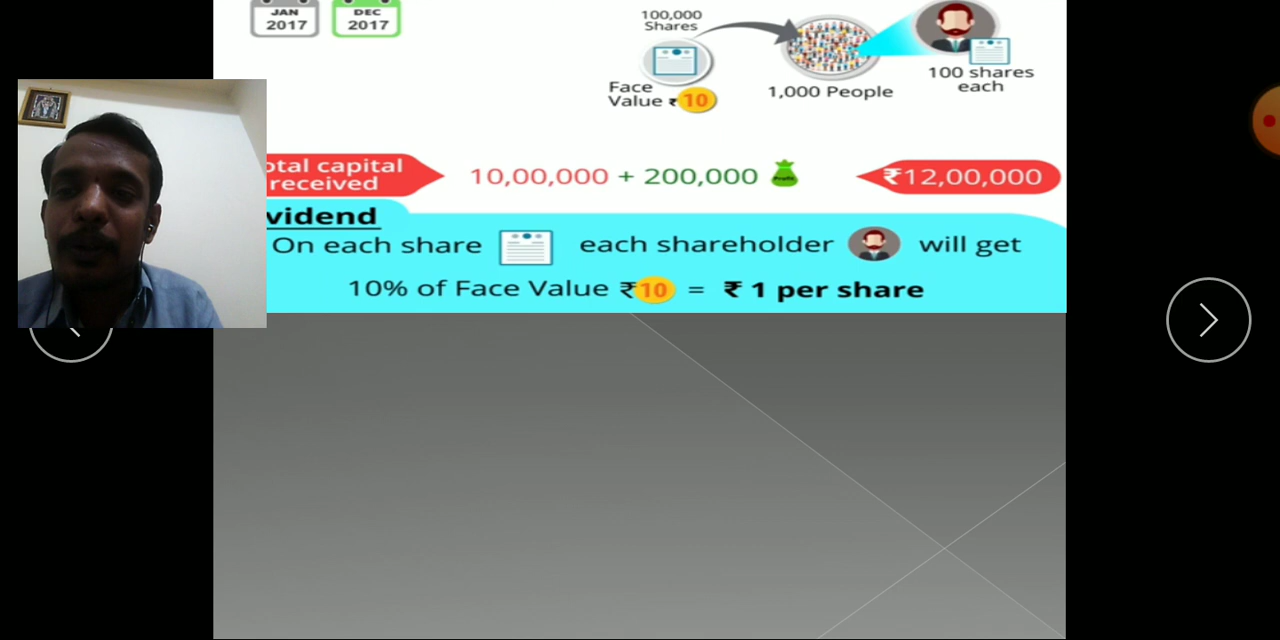 JAN
2017
DEC
2017
100,000
Shares
Face
Value ₹ 10
1,000 People
100 shares
each
otal capital
received
10,00,000 + 200,000
Profit
₹12,00,000
vidend
On each share each shareholder will get
10% of Face Value ₹10 = ₹ 1 per share